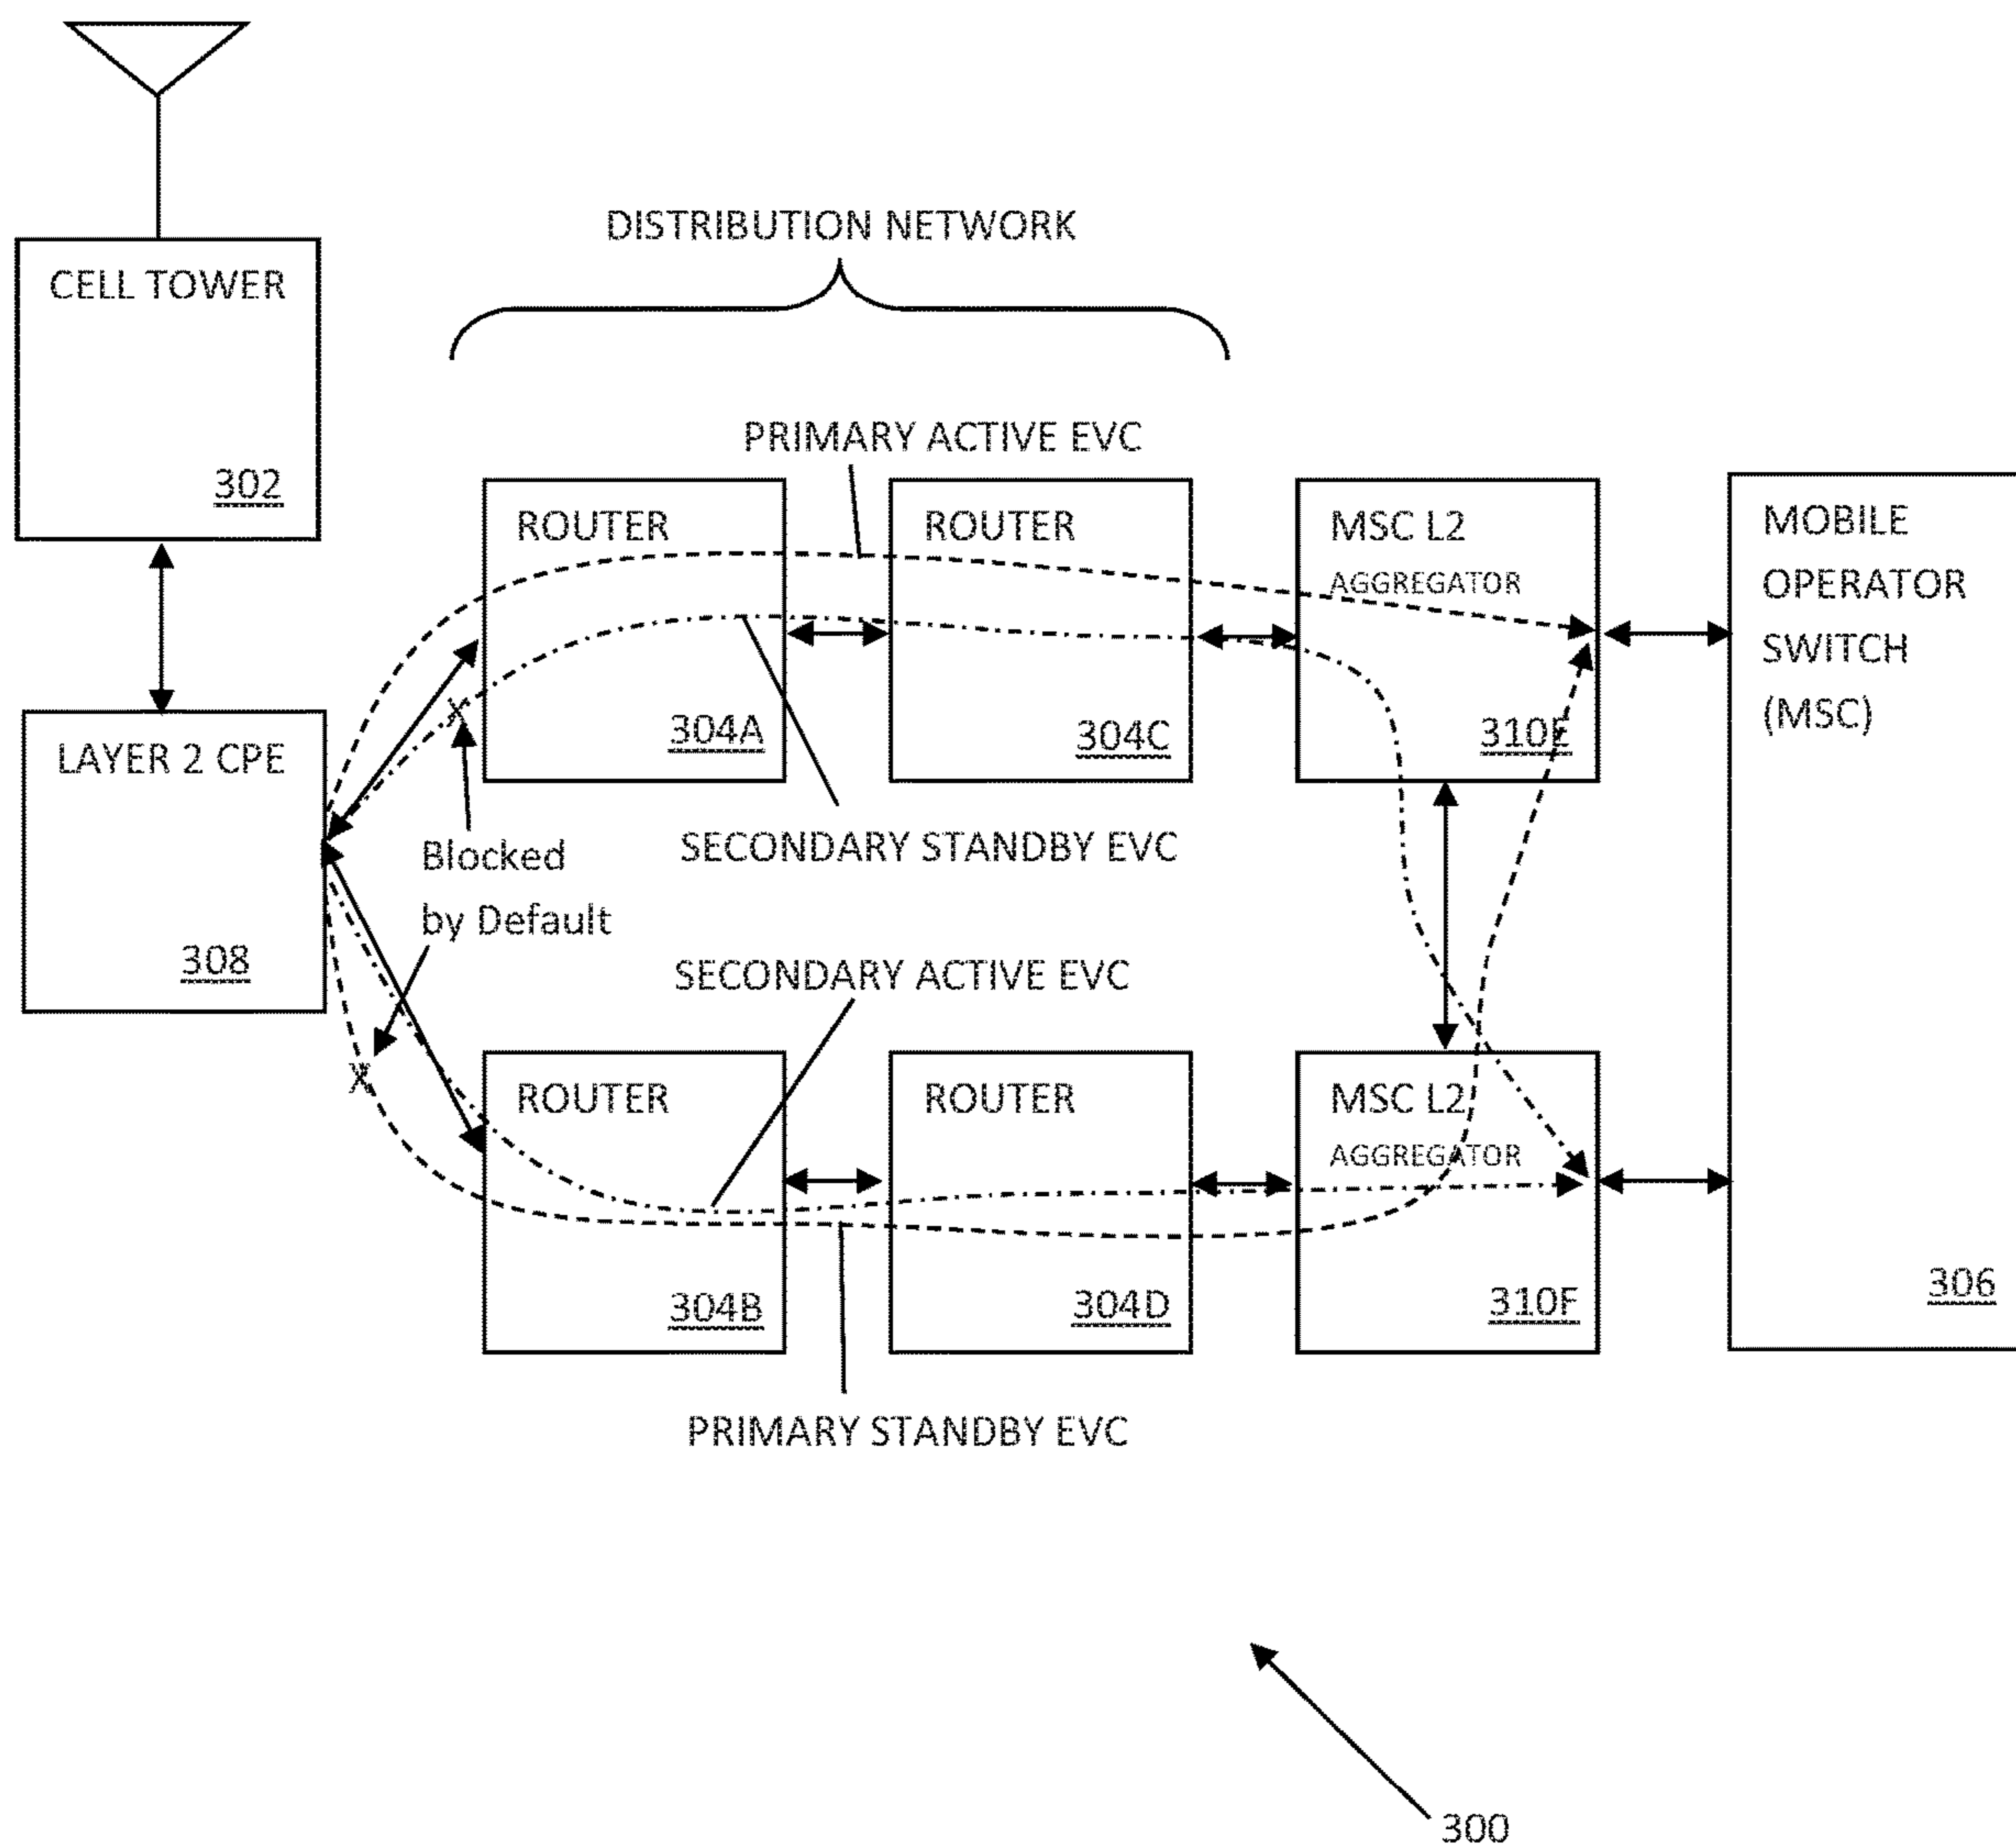 DISTRIBUTION NETWORK
CELL TOWER
302
PRIMARY ACTIVE EVC
ROUTER
304A
ROUTER
304C
MSC L2
AGGREGATOR
310E
MOBILE
OPERATOR
SWITCH
(MSC)
306
LAYER 2 CPE
308
X
Blocked
by Default
X
SECONDARY STANDBY EVC
SECONDARY ACTIVE EVC
ROUTER
304B
ROUTER
304D
MSC L2
AGGREGATOR
310F
PRIMARY STANDBY EVC
300